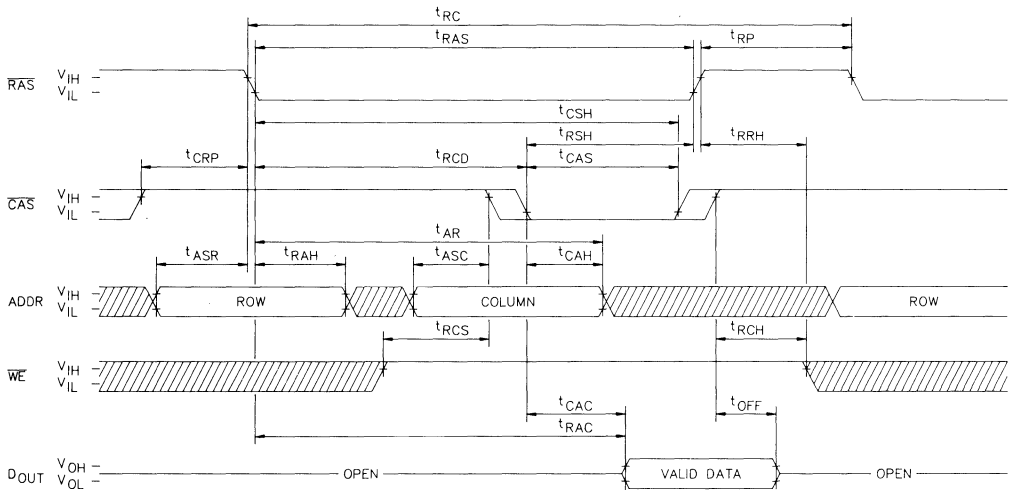 tRC
tRAS
tRP
RAS VIH
VIL
tCSH
tRSH
tRRH
tCRP
tRCD
tCAS
CAS VIH
VIL
tAR
tASR
tRAH
tASC
tCAH
ADDR VIH
VIL
ROW
COLUMN
ROW
tRCS
tRCH
WE VIH
VIL
tCAC
tOFF
tRAC
DOUT VOH
VOL
OPEN
VALID DATA
OPEN